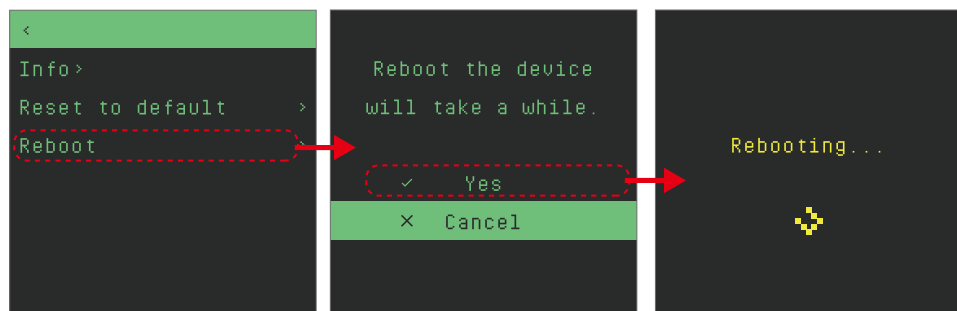 <
Info>
Reset to default >
Reboot >
Reboot the device
will take a while.
✓ Yes
× Cancel
Rebooting...